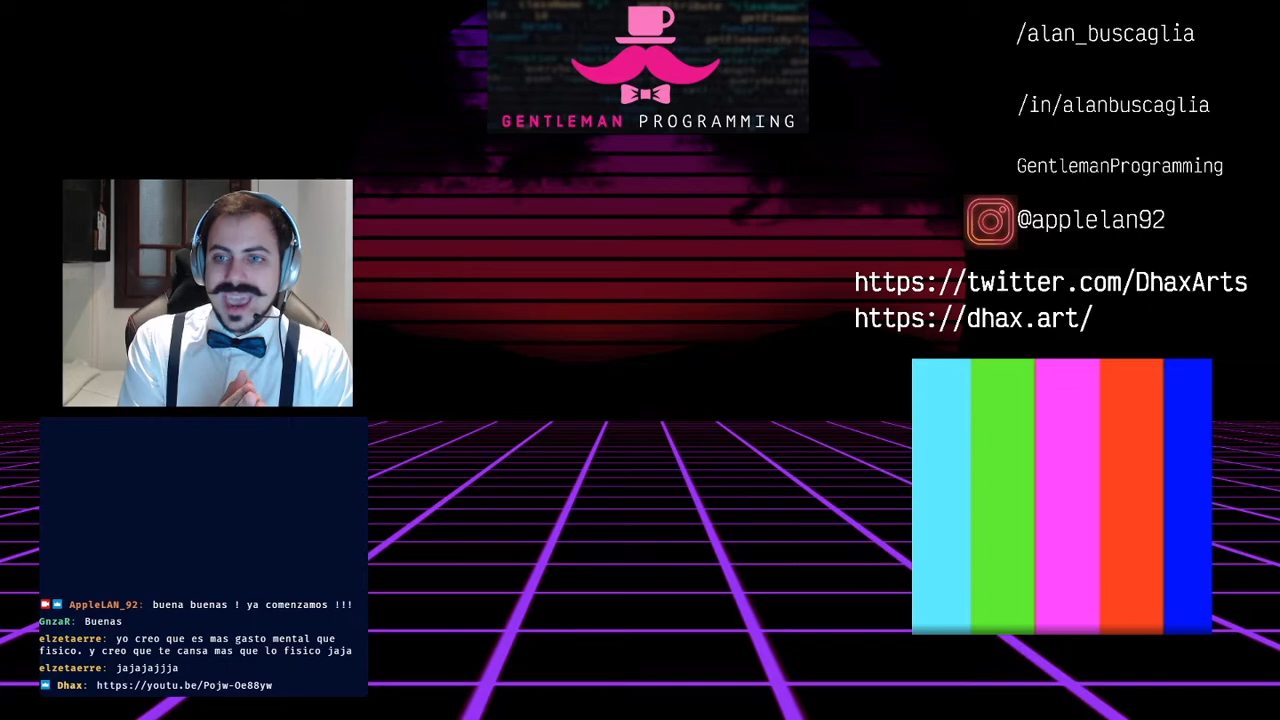 GENTLEMAN PROGRAMMING
/alan_buscaglia
/in/alanbuscaglia
GentlemanProgramming
@applelan92
https://twitter.com/DhaxArts
https://dhax.art/
AppleLAN_92: buena buenas ! ya comenzamos !!!
GnzaR: Buenas
elzetaerre: yo creo que es mas gasto mental que
fisico. y creo que te cansa mas que lo fisico jaja
elzetaerre: jajajajjja
Dhax: https://youtu.be/Pojw-Oe88yw